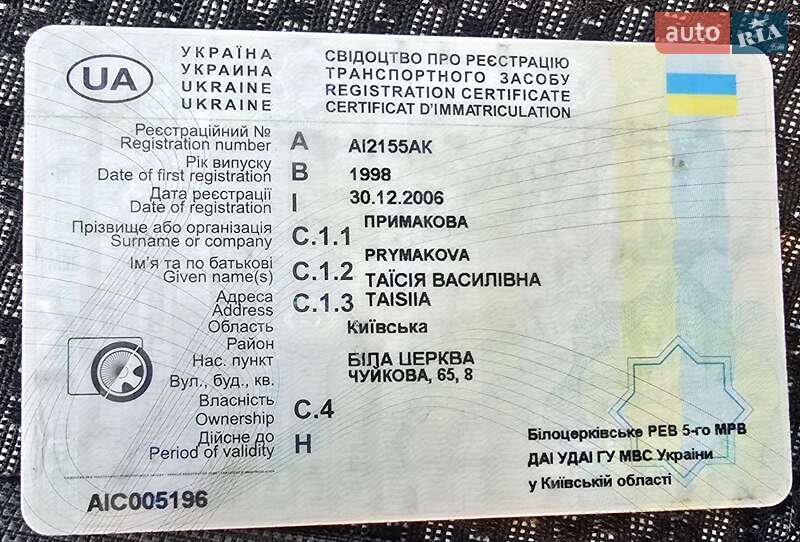 auto RIA
UA
УКРАЇНА
УКРАИНА
UKRAINE
UKRAINE
СВІДОЦТВО ПРО РЕЄСТРАЦІЮ
ТРАНСПОРТНОГО ЗАСОБУ
REGISTRATION CERTIFICATE
CERTIFICAT D'IMMATRICULATION
Реєстраційний №
Registration number A AI2155AK
Рік випуску
Date of first registration B 1998
Дата реєстрації
Date of registration I 30.12.2006
Прізвище або організація
Surname or company C.1.1 ПРИМАКОВА
PRYMAKOVA
Ім'я та по батькові
Given name(s) C.1.2 ТАЇСІЯ ВАСИЛІВНА
TAISIIA
Адреса
Address C.1.3
Область Київська
Район
Нас. пункт БІЛА ЦЕРКВА
Вул., буд., кв. ЧУЙКОВА, 65, 8
Власність
Ownership C.4
Дійсне до
Period of validity H
Білоцерківське РЕВ 5-го МРВ
ДАІ УДАІ ГУ МВС України
у Київській області
AIC005196